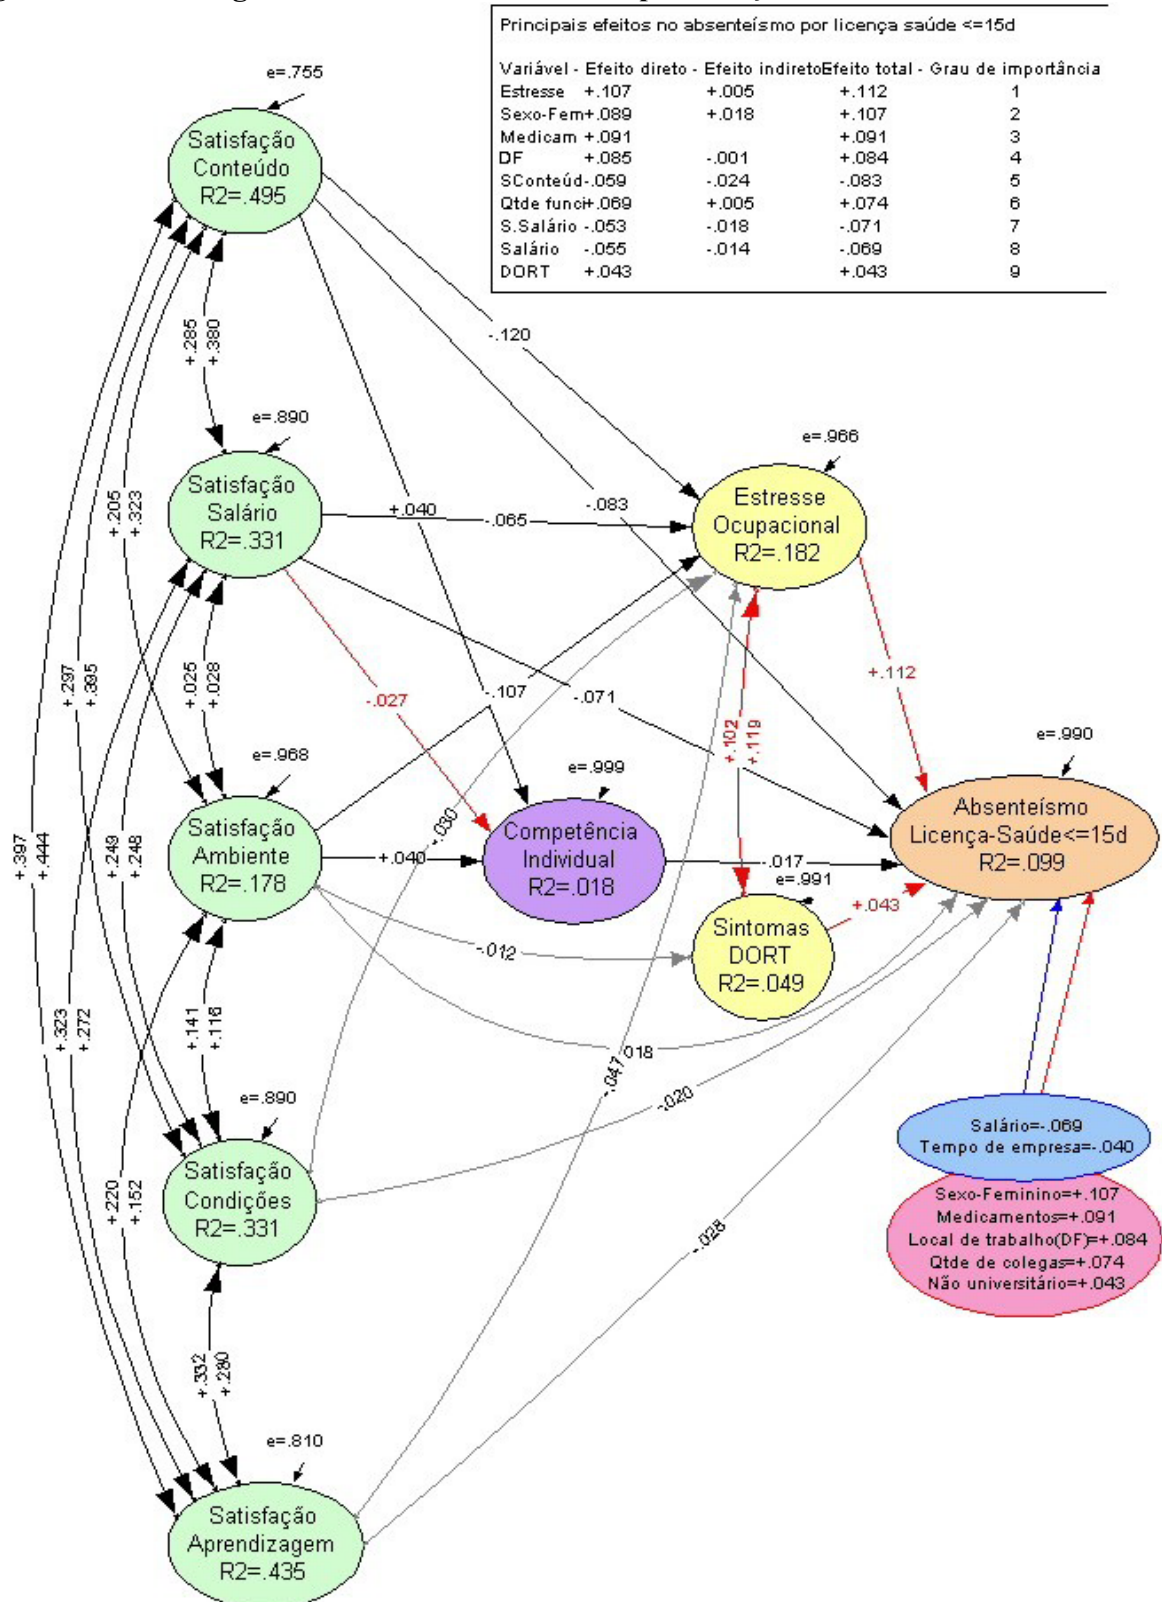 Principais efeitos no absenteísmo por licença saúde <=15d
Variável - Efeito direto - Efeito indiretoEfeito total - Grau de importância
Estresse +.107 +.005 +.112 1
Sexo-Fem+.089 +.018 +.107 2
Medicam +.091 +.091 3
DF +.085 -.001 +.084 4
SConteúd-.059 -.024 -.083 5
Qtde funci+.069 +.005 +.074 6
S.Salário -.053 -.018 -.071 7
Salário -.055 -.014 -.069 8
DORT +.043 +.043 9
e=.755
Satisfação
Conteúdo
R2=.495
+.285
+.380
-.120
e=.890
Satisfação
Salário
R2=.331
+.205
+.323
+.040
-.065
-.083
e=.966
Estresse
Ocupacional
R2=.182
+.297
+.395
+.025
+.028
-.027
-.107
-.071
+.102
+.119
+.112
e=.968
Satisfação
Ambiente
R2=.178
+.397
+.444
+.249
+.248
-.030
+.040
e=.999
Competência
Individual
R2=.018
-.017
e=.990
Absenteísmo
Licença-Saúde<=15d
R2=.099
e=.991
Sintomas
DORT
R2=.049
+.043
-.012
+.323
+.272
+.141
+.116
018
-.047
-.020
e=.890
Satisfação
Condições
R2=.331
+.220
+.152
-.028
Salário=-.069
Tempo de empresa=-.040
Sexo-Feminino=+.107
Medicamentos=+.091
Local de trabalho(DF)=+.084
Qtde de colegas=+.074
Não universitário=+.043
+.332
+.280
e=.810
Satisfação
Aprendizagem
R2=.435